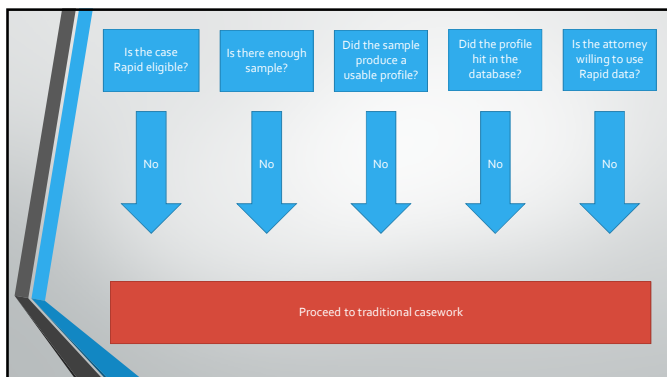 Is the case
Rapid eligible?
Is there enough
sample?
Did the sample
produce a
usable profile?
Did the profile
hit in the
database?
Is the attorney
willing to use
Rapid data?
No
No
No
No
No
Proceed to traditional casework